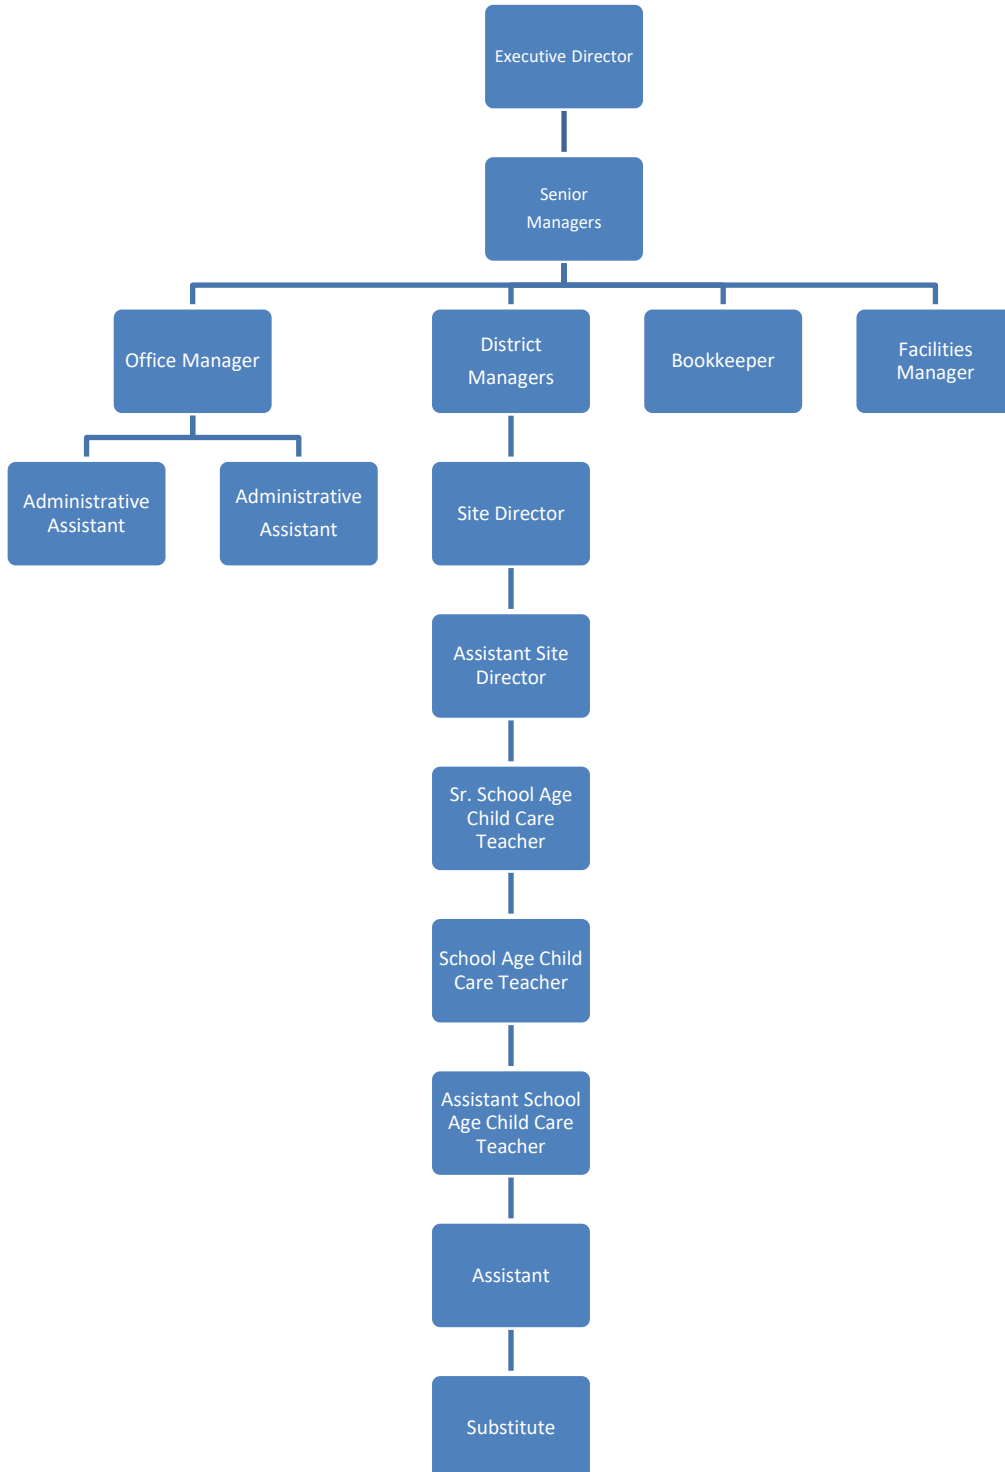 Executive Director
Senior
Managers
Office Manager
District
Managers
Bookkeeper
Facilities
Manager
Administrative
Assistant
Administrative
Assistant
Site Director
Assistant Site
Director
Sr. School Age
Child Care
Teacher
School Age Child
Care Teacher
Assistant School
Age Child Care
Teacher
Assistant
Substitute